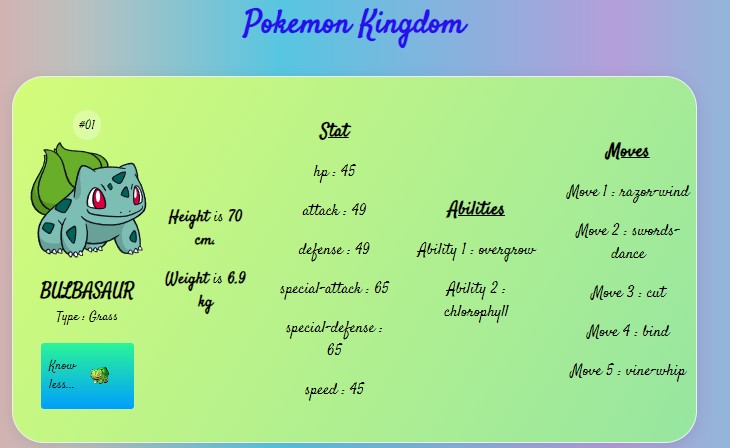 Pokemon Kingdom
#01
BULBASAUR
Type : Grass
Know
less...
Height is 70
cm.
Weight is 6.9
kg
Stat
hp : 45
attack : 49
defense : 49
special-attack : 65
special-defense :
65
speed : 45
Abilities
Ability 1 : overgrow
Ability 2 :
chlorophyll
Moves
Move 1 : razor-wind
Move 2 : swords-
dance
Move 3 : cut
Move 4 : bind
Move 5 : vine-whip